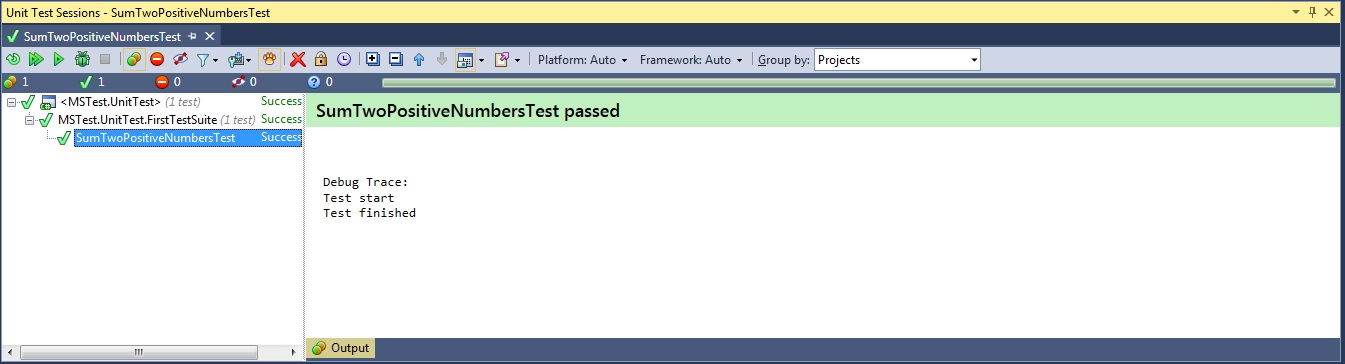 Unit Test Sessions - SumTwoPositiveNumbersTest
SumTwoPositiveNumbersTest
Platform: Auto Framework: Auto Group by: Projects
1 1 0 0 0
<MSTest.UnitTest> (1 test) Success
MSTest.UnitTest.FirstTestSuite (1 test) Success
SumTwoPositiveNumbersTest Success
SumTwoPositiveNumbersTest passed
Debug Trace:
Test start
Test finished
Output